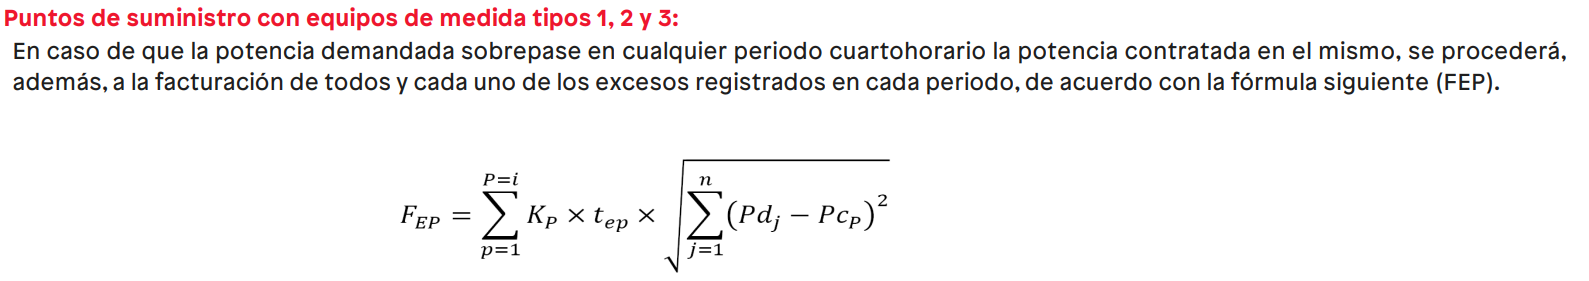 Puntos de suministro con equipos de medida tipos 1, 2 y 3:
En caso de que la potencia demandada sobrepase en cualquier periodo cuartohorario la potencia contratada en el mismo, se procederá,
además, a la facturación de todos y cada uno de los excesos registrados en cada periodo, de acuerdo con la fórmula siguiente (FEP).
$F_{EP} = \sum_{p=1}^{P=i} K_P \times t_{ep} \times \sqrt{\sum_{j=1}^{n} (Pd_j - Pc_P)^2}$